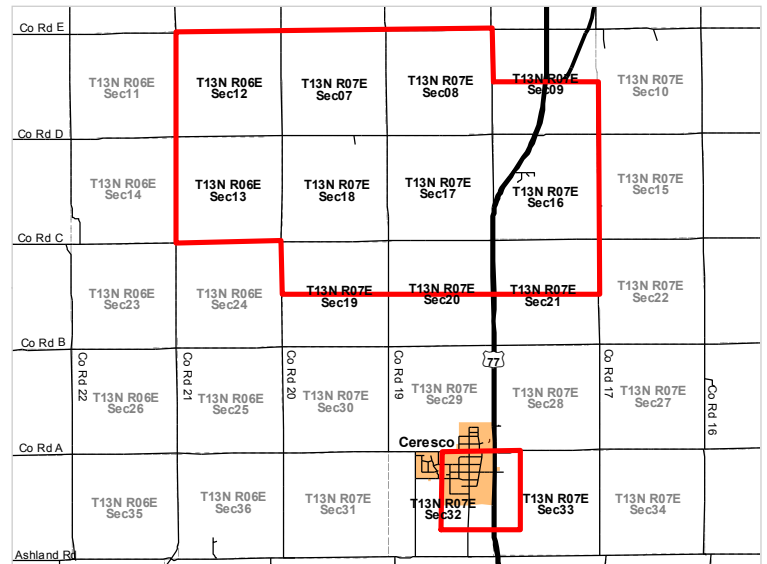 Co Rd E
T13N R06E
Sec11
T13N R06E
Sec12
T13N R07E
Sec07
T13N R07E
Sec08
T13N R07E
Sec09
T13N R07E
Sec10
Co Rd D
T13N R06E
Sec14
T13N R06E
Sec13
T13N R07E
Sec18
T13N R07E
Sec17
T13N R07E
Sec16
T13N R07E
Sec15
Co Rd C
T13N R06E
Sec23
T13N R06E
Sec24
T13N R07E
Sec19
T13N R07E
Sec20
T13N R07E
Sec21
T13N R07E
Sec22
Co Rd B
Co Rd 22
Co Rd 21
Co Rd 20
Co Rd 19
77
Co Rd 17
Co Rd 16
T13N R06E
Sec26
T13N R06E
Sec25
T13N R07E
Sec30
T13N R07E
Sec29
T13N R07E
Sec28
T13N R07E
Sec27
Co Rd A
Ceresco
T13N R06E
Sec35
T13N R06E
Sec36
T13N R07E
Sec31
T13N R07E
Sec32
T13N R07E
Sec33
T13N R07E
Sec34
Ashland Rd